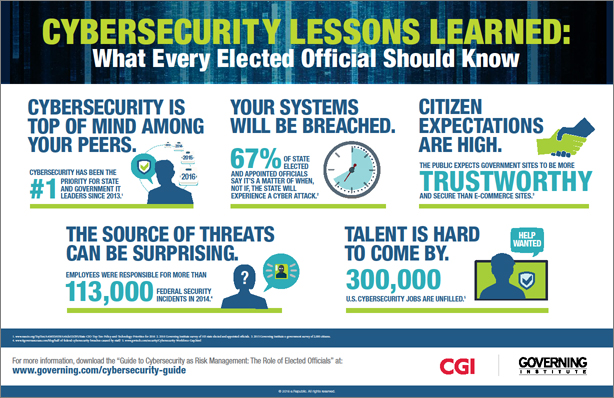 CYBERSECURITY LESSONS LEARNED:
What Every Elected Official Should Know
CYBERSECURITY IS
TOP OF MIND AMONG
YOUR PEERS.
CYBERSECURITY HAS BEEN THE
#1 PRIORITY FOR STATE
AND GOVERNMENT IT
LEADERS SINCE 2013.¹
2015
2016
YOUR SYSTEMS
WILL BE BREACHED.
67% OF STATE
ELECTED
AND APPOINTED OFFICIALS
SAY IT'S A MATTER OF WHEN,
NOT IF, THE STATE WILL
EXPERIENCE A CYBER ATTACK.²
CITIZEN
EXPECTATIONS
ARE HIGH.
THE PUBLIC EXPECTS GOVERNMENT SITES TO BE MORE
TRUSTWORTHY
AND SECURE THAN E-COMMERCE SITES.³
THE SOURCE OF THREATS
CAN BE SURPRISING.
EMPLOYEES WERE RESPONSIBLE FOR MORE THAN
113,000 FEDERAL SECURITY
INCIDENTS IN 2014.⁴
?
TALENT IS HARD
TO COME BY.
300,000
U.S. CYBERSECURITY JOBS ARE UNFILLED.⁵
HELP
WANTED
For more information, download the "Guide to Cybersecurity as Risk Management: The Role of Elected Officials" at:
www.governing.com/cybersecurity-guide
CGI
GOVERNING
INSTITUTE
© 2016 e.Republic. All rights reserved.